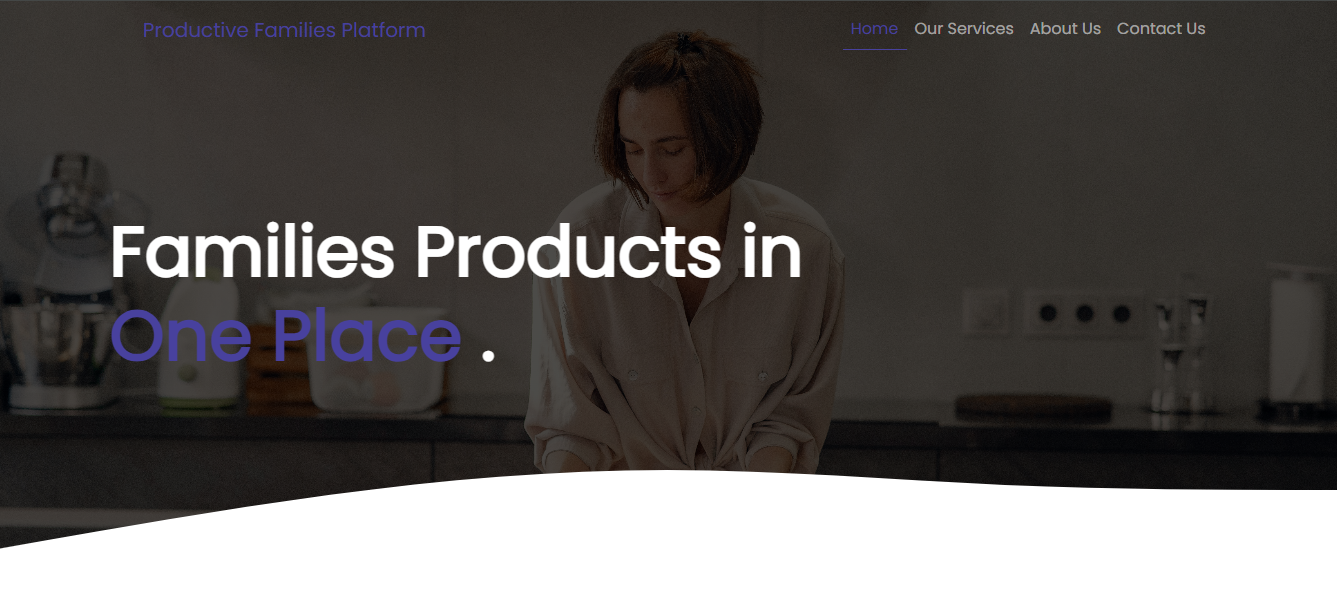 Productive Families Platform
Home Our Services About Us Contact Us
Families Products in
One Place .